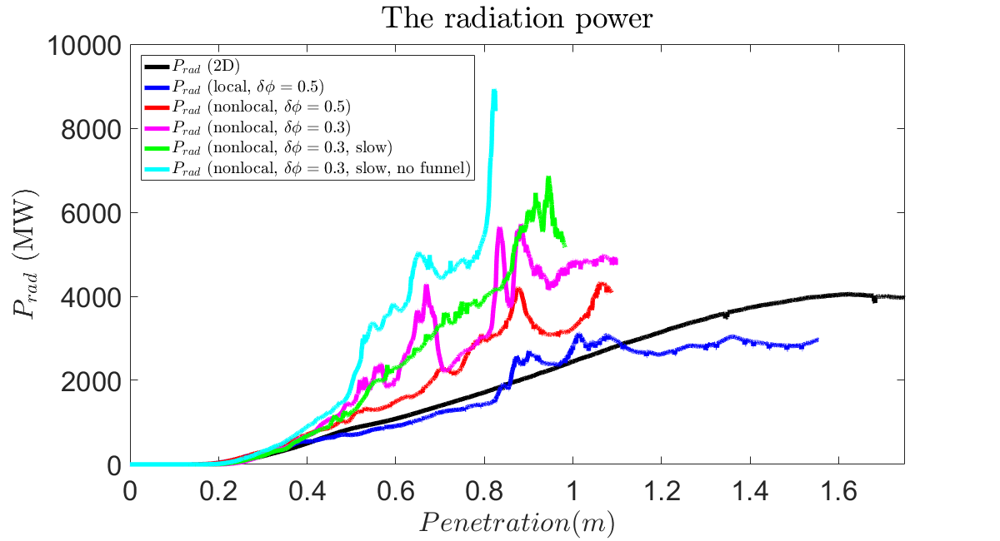 The radiation power
10000
8000
6000
4000
2000
0
P_rad (MW)
P_rad (2D)
P_rad (local, δϕ = 0.5)
P_rad (nonlocal, δϕ = 0.5)
P_rad (nonlocal, δϕ = 0.3)
P_rad (nonlocal, δϕ = 0.3, slow)
P_rad (nonlocal, δϕ = 0.3, slow, no funnel)
0 0.2 0.4 0.6 0.8 1 1.2 1.4 1.6
Penetration(m)